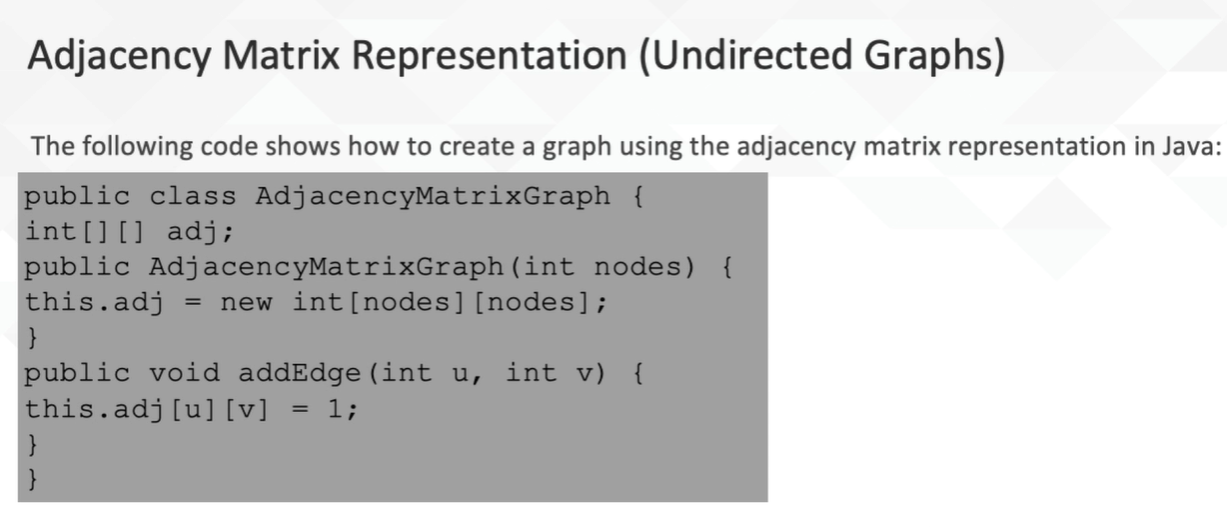 Adjacency Matrix Representation (Undirected Graphs)
The following code shows how to create a graph using the adjacency matrix representation in Java:
public class AdjacencyMatrixGraph {
int[][] adj;
public AdjacencyMatrixGraph(int nodes) {
this.adj = new int[nodes][nodes];
}
public void addEdge(int u, int v) {
this.adj[u][v] = 1;
}
}